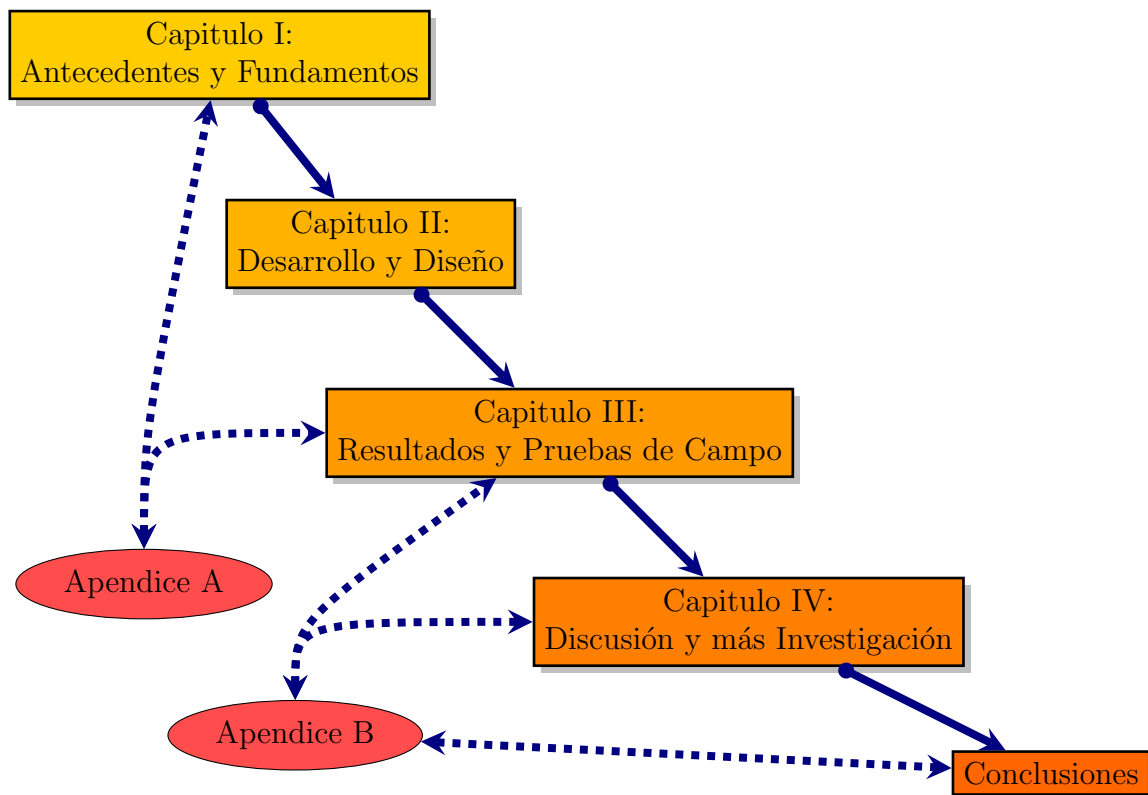 Capitulo I:
Antecedentes y Fundamentos
Capitulo II:
Desarrollo y Diseño
Capitulo III:
Resultados y Pruebas de Campo
Apendice A
Capitulo IV:
Discusión y más Investigación
Apendice B
Conclusiones